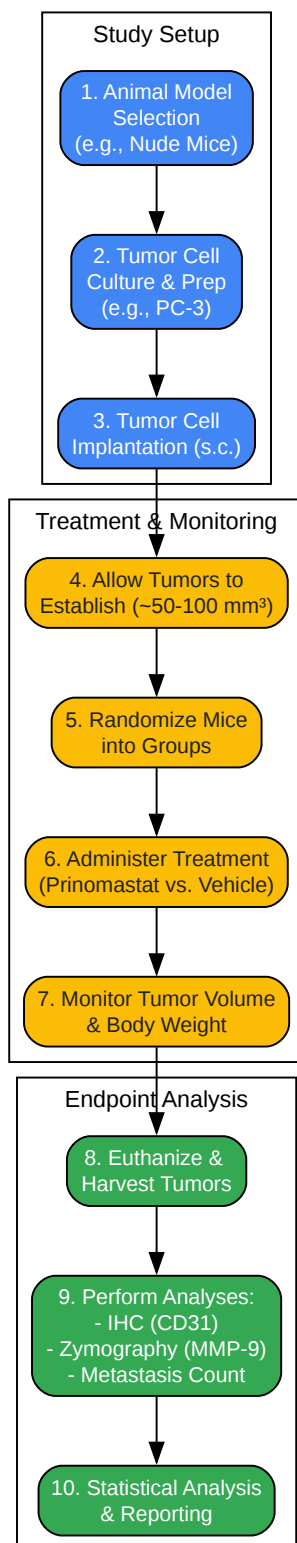 Study Setup
1. Animal Model
Selection
(e.g., Nude Mice)
2. Tumor Cell
Culture & Prep
(e.g., PC-3)
3. Tumor Cell
Implantation (s.c.)
Treatment & Monitoring
4. Allow Tumors to
Establish (~50-100 mm³)
5. Randomize Mice
into Groups
6. Administer Treatment
(Prinomastat vs. Vehicle)
7. Monitor Tumor Volume
& Body Weight
Endpoint Analysis
8. Euthanize &
Harvest Tumors
9. Perform Analyses:
- IHC (CD31)
- Zymography (MMP-9)
- Metastasis Count
10. Statistical Analysis
& Reporting